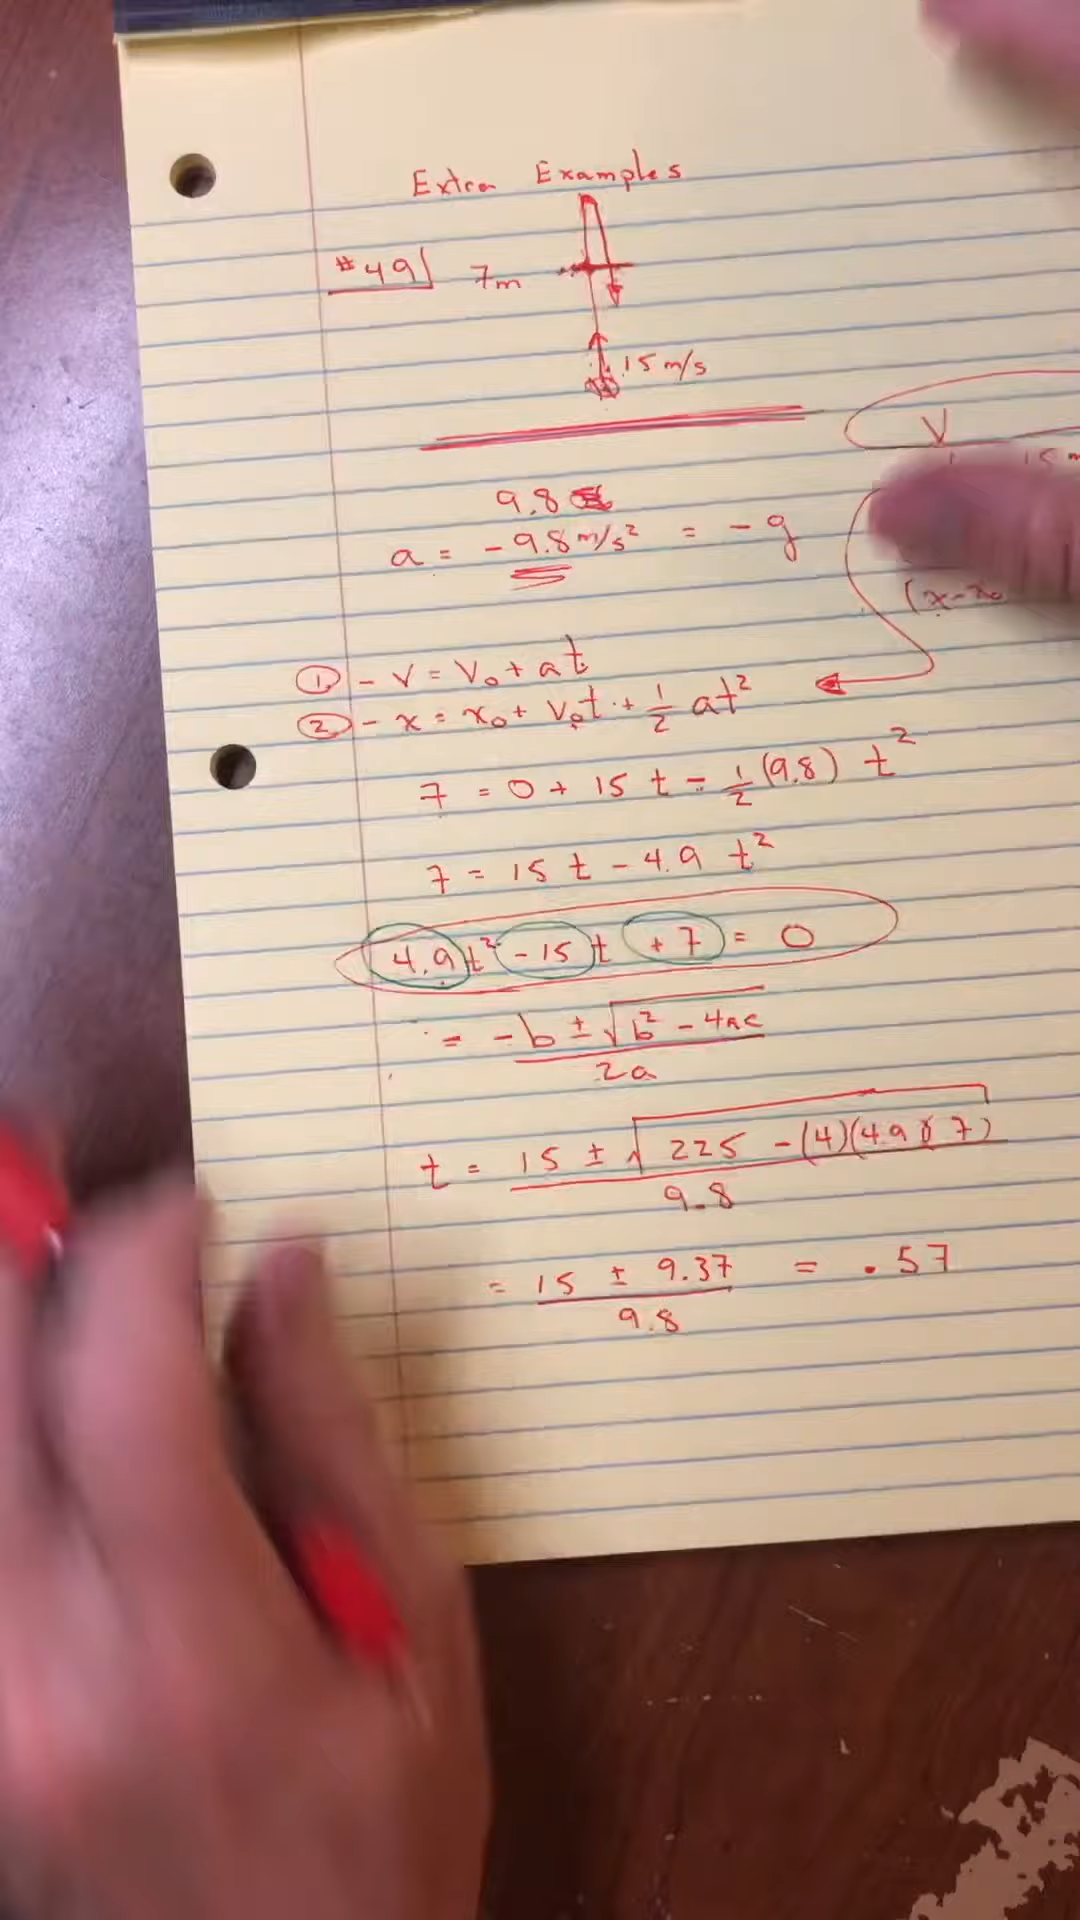 Extra Examples
#49 7m
15 m/s
V
9.8
a = -9.8 m/s² = -g
(x-x₀
① - v = v₀ + at
② - x = x₀ + v₀t + 1/2 at²
7 = 0 + 15 t - 1/2 (9.8) t²
7 = 15 t - 4.9 t²
4.9 t² - 15 t + 7 = 0
= -b ± √b² - 4ac / 2a
t = 15 ± √225 - (4)(4.9)(7) / 9.8
= 15 ± 9.37 / 9.8 = .57